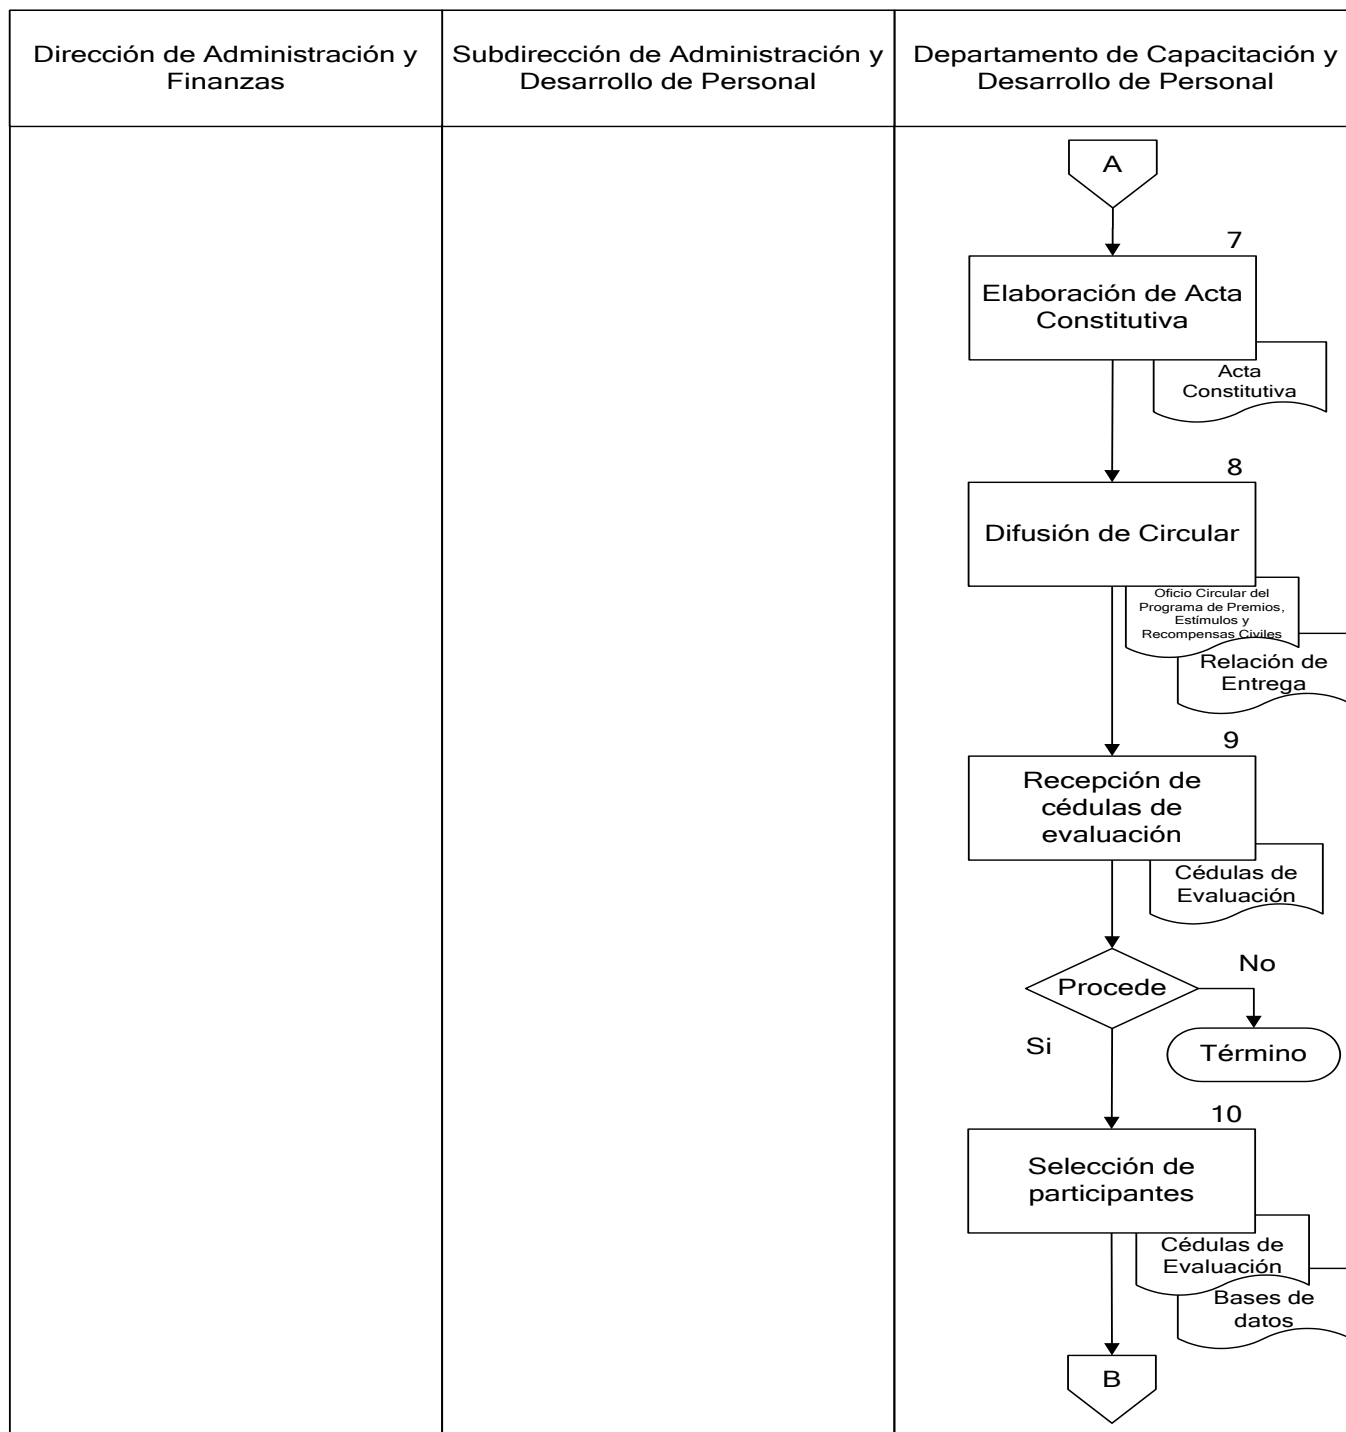 Dirección de Administración y
Finanzas
Subdirección de Administración y
Desarrollo de Personal
Departamento de Capacitación y
Desarrollo de Personal
A
7
Elaboración de Acta
Constitutiva
Acta
Constitutiva
8
Difusión de Circular
Oficio Circular del
Programa de Premios,
Estímulos y
Recompensas Civiles
Relación de
Entrega
9
Recepción de
cédulas de
evaluación
Cédulas de
Evaluación
Procede
No
Si
Término
10
Selección de
participantes
Cédulas de
Evaluación
Bases de
datos
B